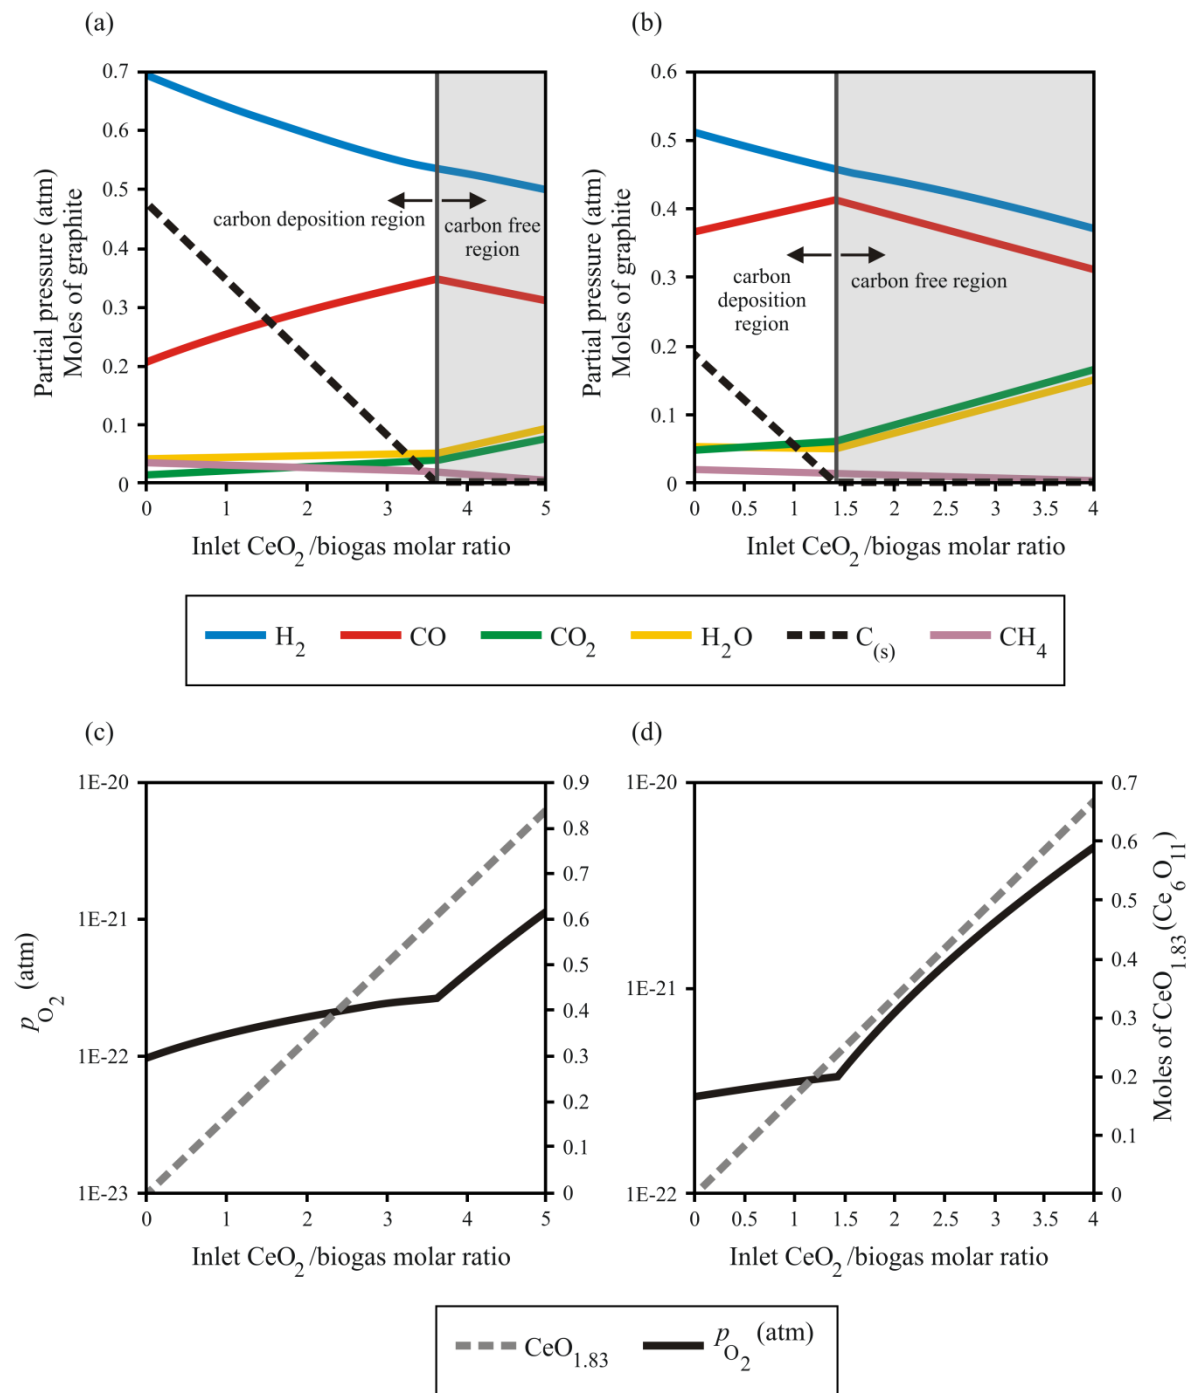 (a)
0.7
0.6
0.5
0.4
0.3
0.2
0.1
0
Partial pressure (atm)
Moles of graphite
carbon deposition region
carbon free
region
0 1 2 3 4 5
Inlet CeO2 /biogas molar ratio
(b)
0.6
0.5
0.4
0.3
0.2
0.1
0
Partial pressure (atm)
Moles of graphite
carbon
deposition
region
carbon free region
0 0.5 1 1.5 2 2.5 3 3.5 4
Inlet CeO2 /biogas molar ratio
H2 CO CO2 H2O C(s) CH4
(c)
1E-20
1E-21
1E-22
1E-23
pO2 (atm)
0.9
0.8
0.7
0.6
0.5
0.4
0.3
0.2
0.1
0
0 1 2 3 4 5
Inlet CeO2 /biogas molar ratio
(d)
1E-20
1E-21
1E-22
0.7
0.6
0.5
0.4
0.3
0.2
0.1
0
Moles of CeO1.83 (Ce6O11)
0 0.5 1 1.5 2 2.5 3 3.5 4
Inlet CeO2 /biogas molar ratio
CeO1.83 pO2 (atm)